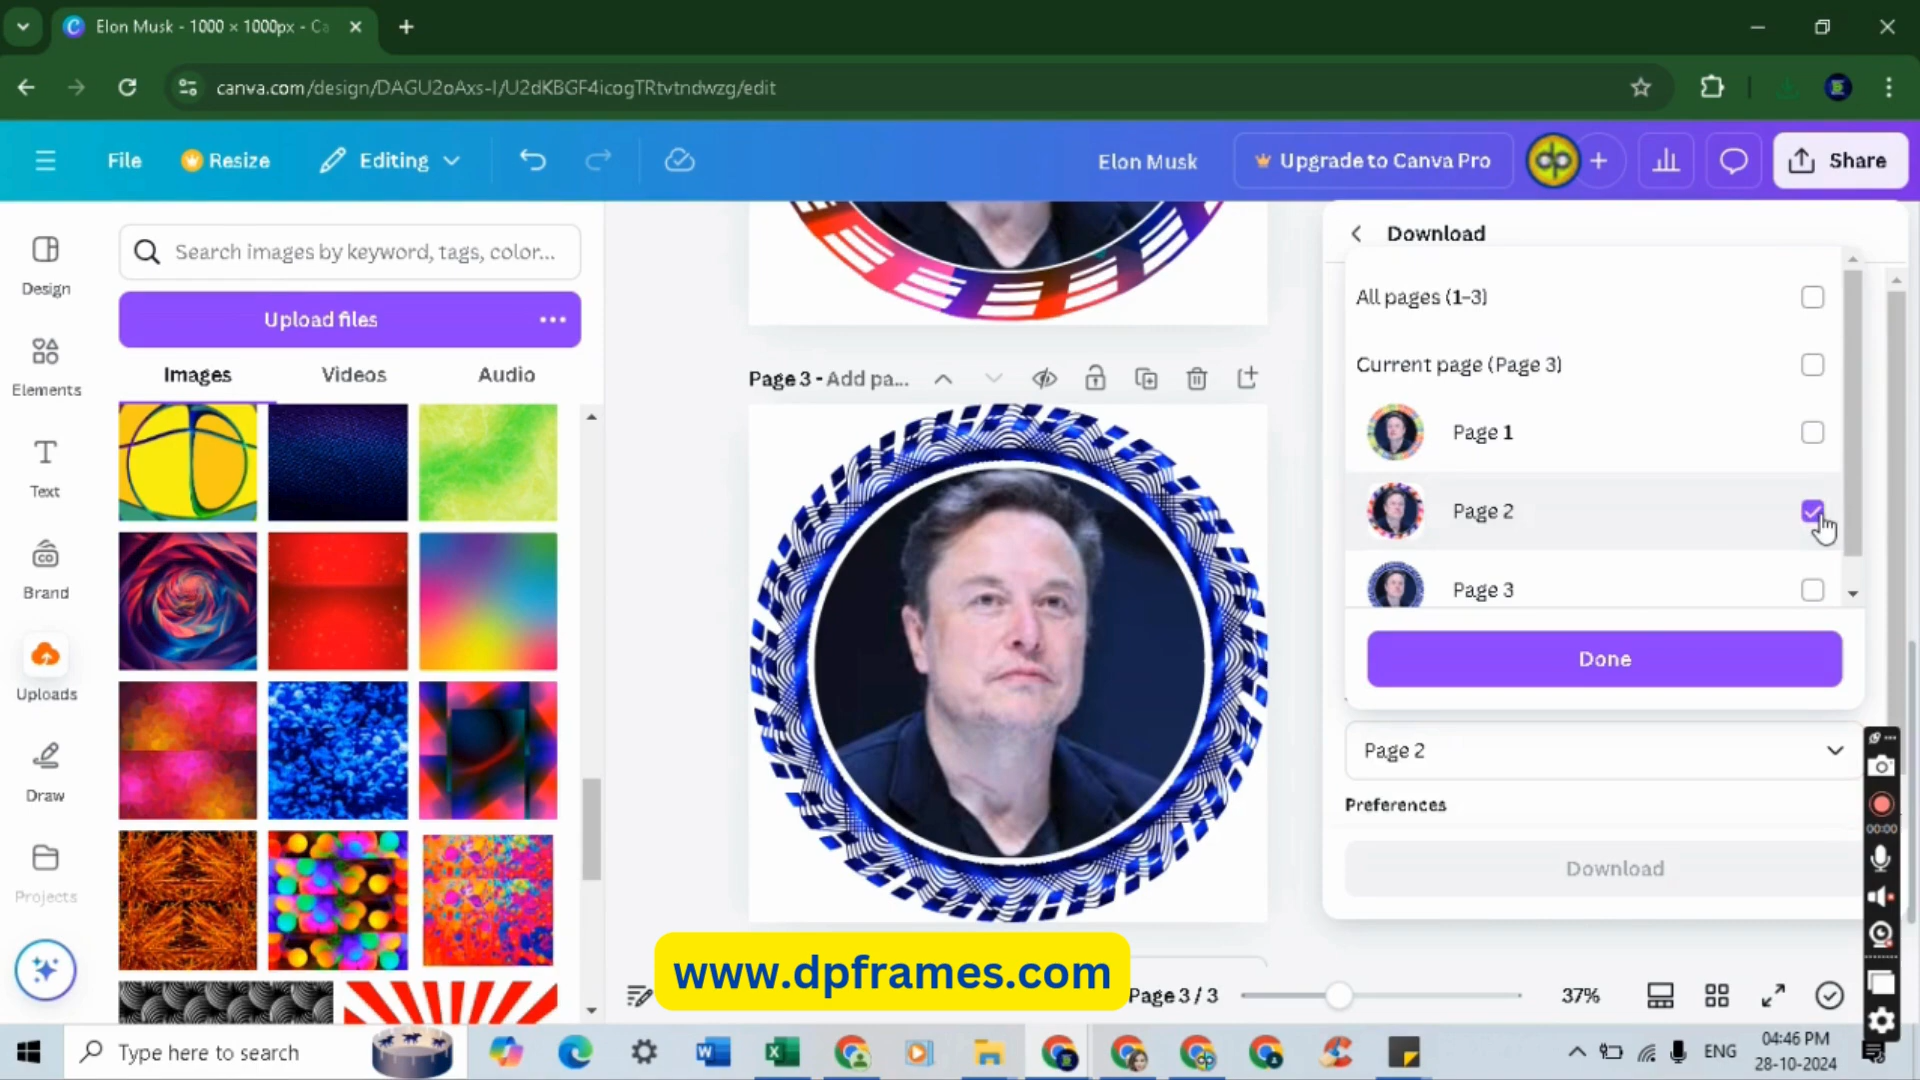 Elon Musk - 1000 × 1000px - Ca
canva.com/design/DAGU2oAxs-I/U2dKBGF4icogTRtvtndwzg/edit
File
Resize
Editing
Elon Musk
Upgrade to Canva Pro
dp
Share
Design
Elements
Text
Brand
Uploads
Draw
Projects
Search images by keyword, tags, color...
Upload files
Images
Videos
Audio
Page 3 - Add pa...
Download
All pages (1-3)
Current page (Page 3)
Page 1
Page 2
Page 3
Done
Page 2
Preferences
Download
00:00
www.dpframes.com
Page 3 / 3
37%
Type here to search
ENG
04:46 PM
28-10-2024